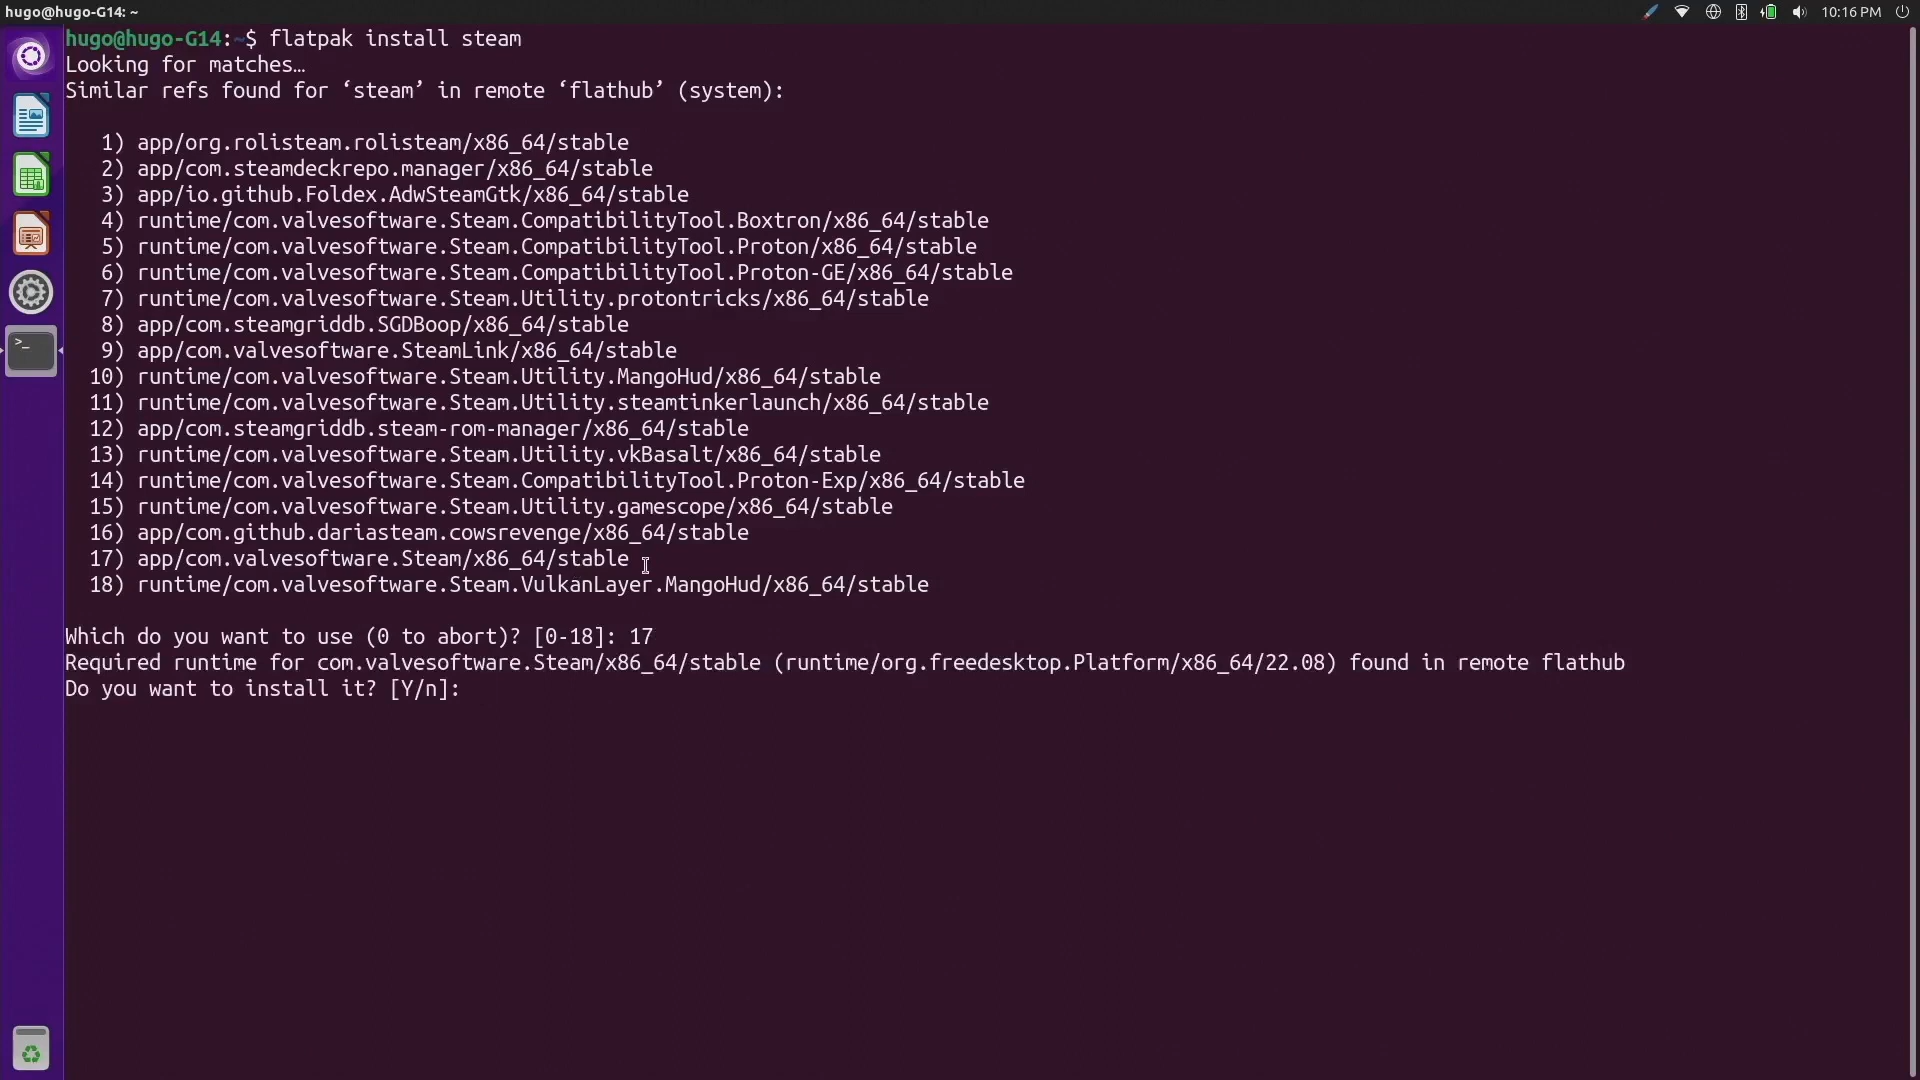 hugo@hugo-G14: ~
10:16 PM
hugo@hugo-G14:~$ flatpak install steam
Looking for matches…
Similar refs found for ‘steam’ in remote ‘flathub’ (system):
1) app/org.rolisteam.rolisteam/x86_64/stable
2) app/com.steamdeckrepo.manager/x86_64/stable
3) app/io.github.Foldex.AdwSteamGtk/x86_64/stable
4) runtime/com.valvesoftware.Steam.CompatibilityTool.Boxtron/x86_64/stable
5) runtime/com.valvesoftware.Steam.CompatibilityTool.Proton/x86_64/stable
6) runtime/com.valvesoftware.Steam.CompatibilityTool.Proton-GE/x86_64/stable
7) runtime/com.valvesoftware.Steam.Utility.protontricks/x86_64/stable
8) app/com.steamgriddb.SGDBoop/x86_64/stable
9) app/com.valvesoftware.SteamLink/x86_64/stable
10) runtime/com.valvesoftware.Steam.Utility.MangoHud/x86_64/stable
11) runtime/com.valvesoftware.Steam.Utility.steamtinkerlaunch/x86_64/stable
12) app/com.steamgriddb.steam-rom-manager/x86_64/stable
13) runtime/com.valvesoftware.Steam.Utility.vkBasalt/x86_64/stable
14) runtime/com.valvesoftware.Steam.CompatibilityTool.Proton-Exp/x86_64/stable
15) runtime/com.valvesoftware.Steam.Utility.gamescope/x86_64/stable
16) app/com.github.dariasteam.cowsrevenge/x86_64/stable
17) app/com.valvesoftware.Steam/x86_64/stable
18) runtime/com.valvesoftware.Steam.VulkanLayer.MangoHud/x86_64/stable
Which do you want to use (0 to abort)? [0-18]: 17
Required runtime for com.valvesoftware.Steam/x86_64/stable (runtime/org.freedesktop.Platform/x86_64/22.08) found in remote flathub
Do you want to install it? [Y/n]: